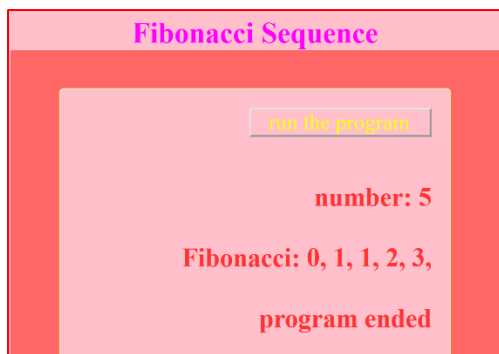 Fibonacci Sequence
run the program
number: 5
Fibonacci: 0, 1, 1, 2, 3,
program ended